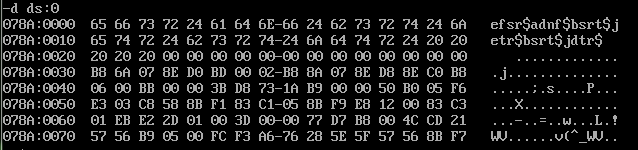 -d ds:0
078A:0000  65 66 73 72 24 61 64 6E-66 24 62 73 72 74 24 6A   efsr$adnf$bsrt$j
078A:0010  65 74 72 24 62 73 72 74-24 6A 64 74 72 24 20 20   etr$bsrt$jdtr$
078A:0020  20 20 20 00 00 00 00 00-00 00 00 00 00 00 00 00      .............
078A:0030  B8 6A 07 8E D0 BD 00 02-B8 8A 07 8E D8 8E C0 B8   .j..............
078A:0040  06 00 BB 00 00 3B D8 73-1A B9 00 00 50 B0 05 F6   .....;.s....P...
078A:0050  E3 03 C8 58 8B F1 83 C1-05 8B F9 E8 12 00 83 C3   ...X............
078A:0060  01 EB E2 2D 01 00 3D 00-00 77 D7 B8 00 4C CD 21   ...-..=..w...L.!
078A:0070  57 56 B9 05 00 FC F3 A6-76 28 5E 5F 57 56 8B F7   WV......v(^_WV..